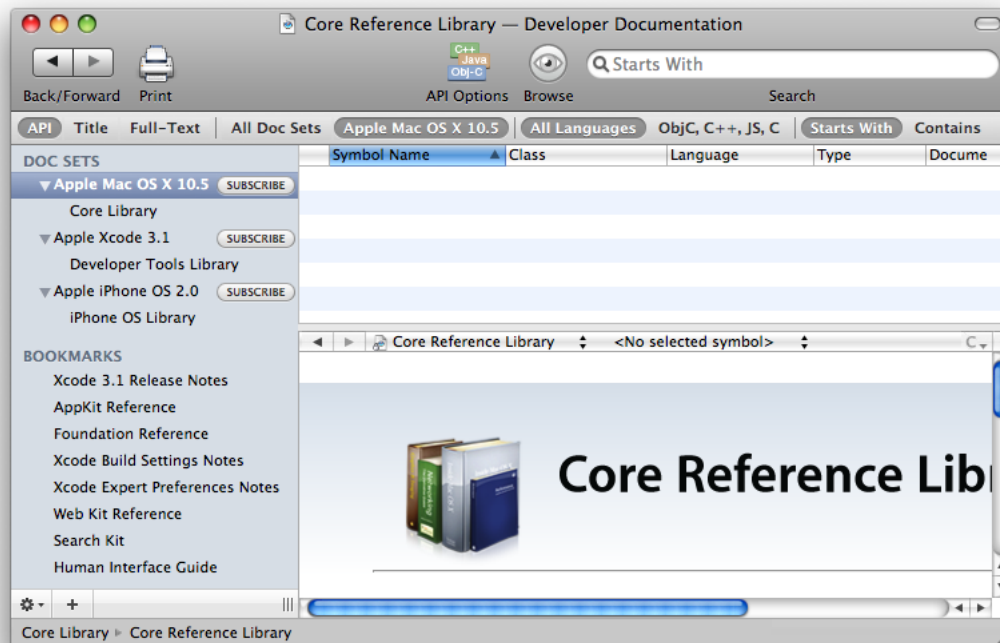 Core Reference Library — Developer Documentation
C++
Java
Obj-C
Starts With
Back/Forward Print API Options Browse Search
API Title Full-Text All Doc Sets Apple Mac OS X 10.5 All Languages ObjC, C++, JS, C Starts With Contains
DOC SETS
Symbol Name Class Language Type Docume
Apple Mac OS X 10.5 SUBSCRIBE
Core Library
Apple Xcode 3.1 SUBSCRIBE
Developer Tools Library
Apple iPhone OS 2.0 SUBSCRIBE
iPhone OS Library
Core Reference Library <No selected symbol> C
BOOKMARKS
Xcode 3.1 Release Notes
AppKit Reference
Foundation Reference
Xcode Build Settings Notes
Xcode Expert Preferences Notes
Web Kit Reference
Search Kit
Human Interface Guide
Networking
Core Reference Lib
Core Library Core Reference Library